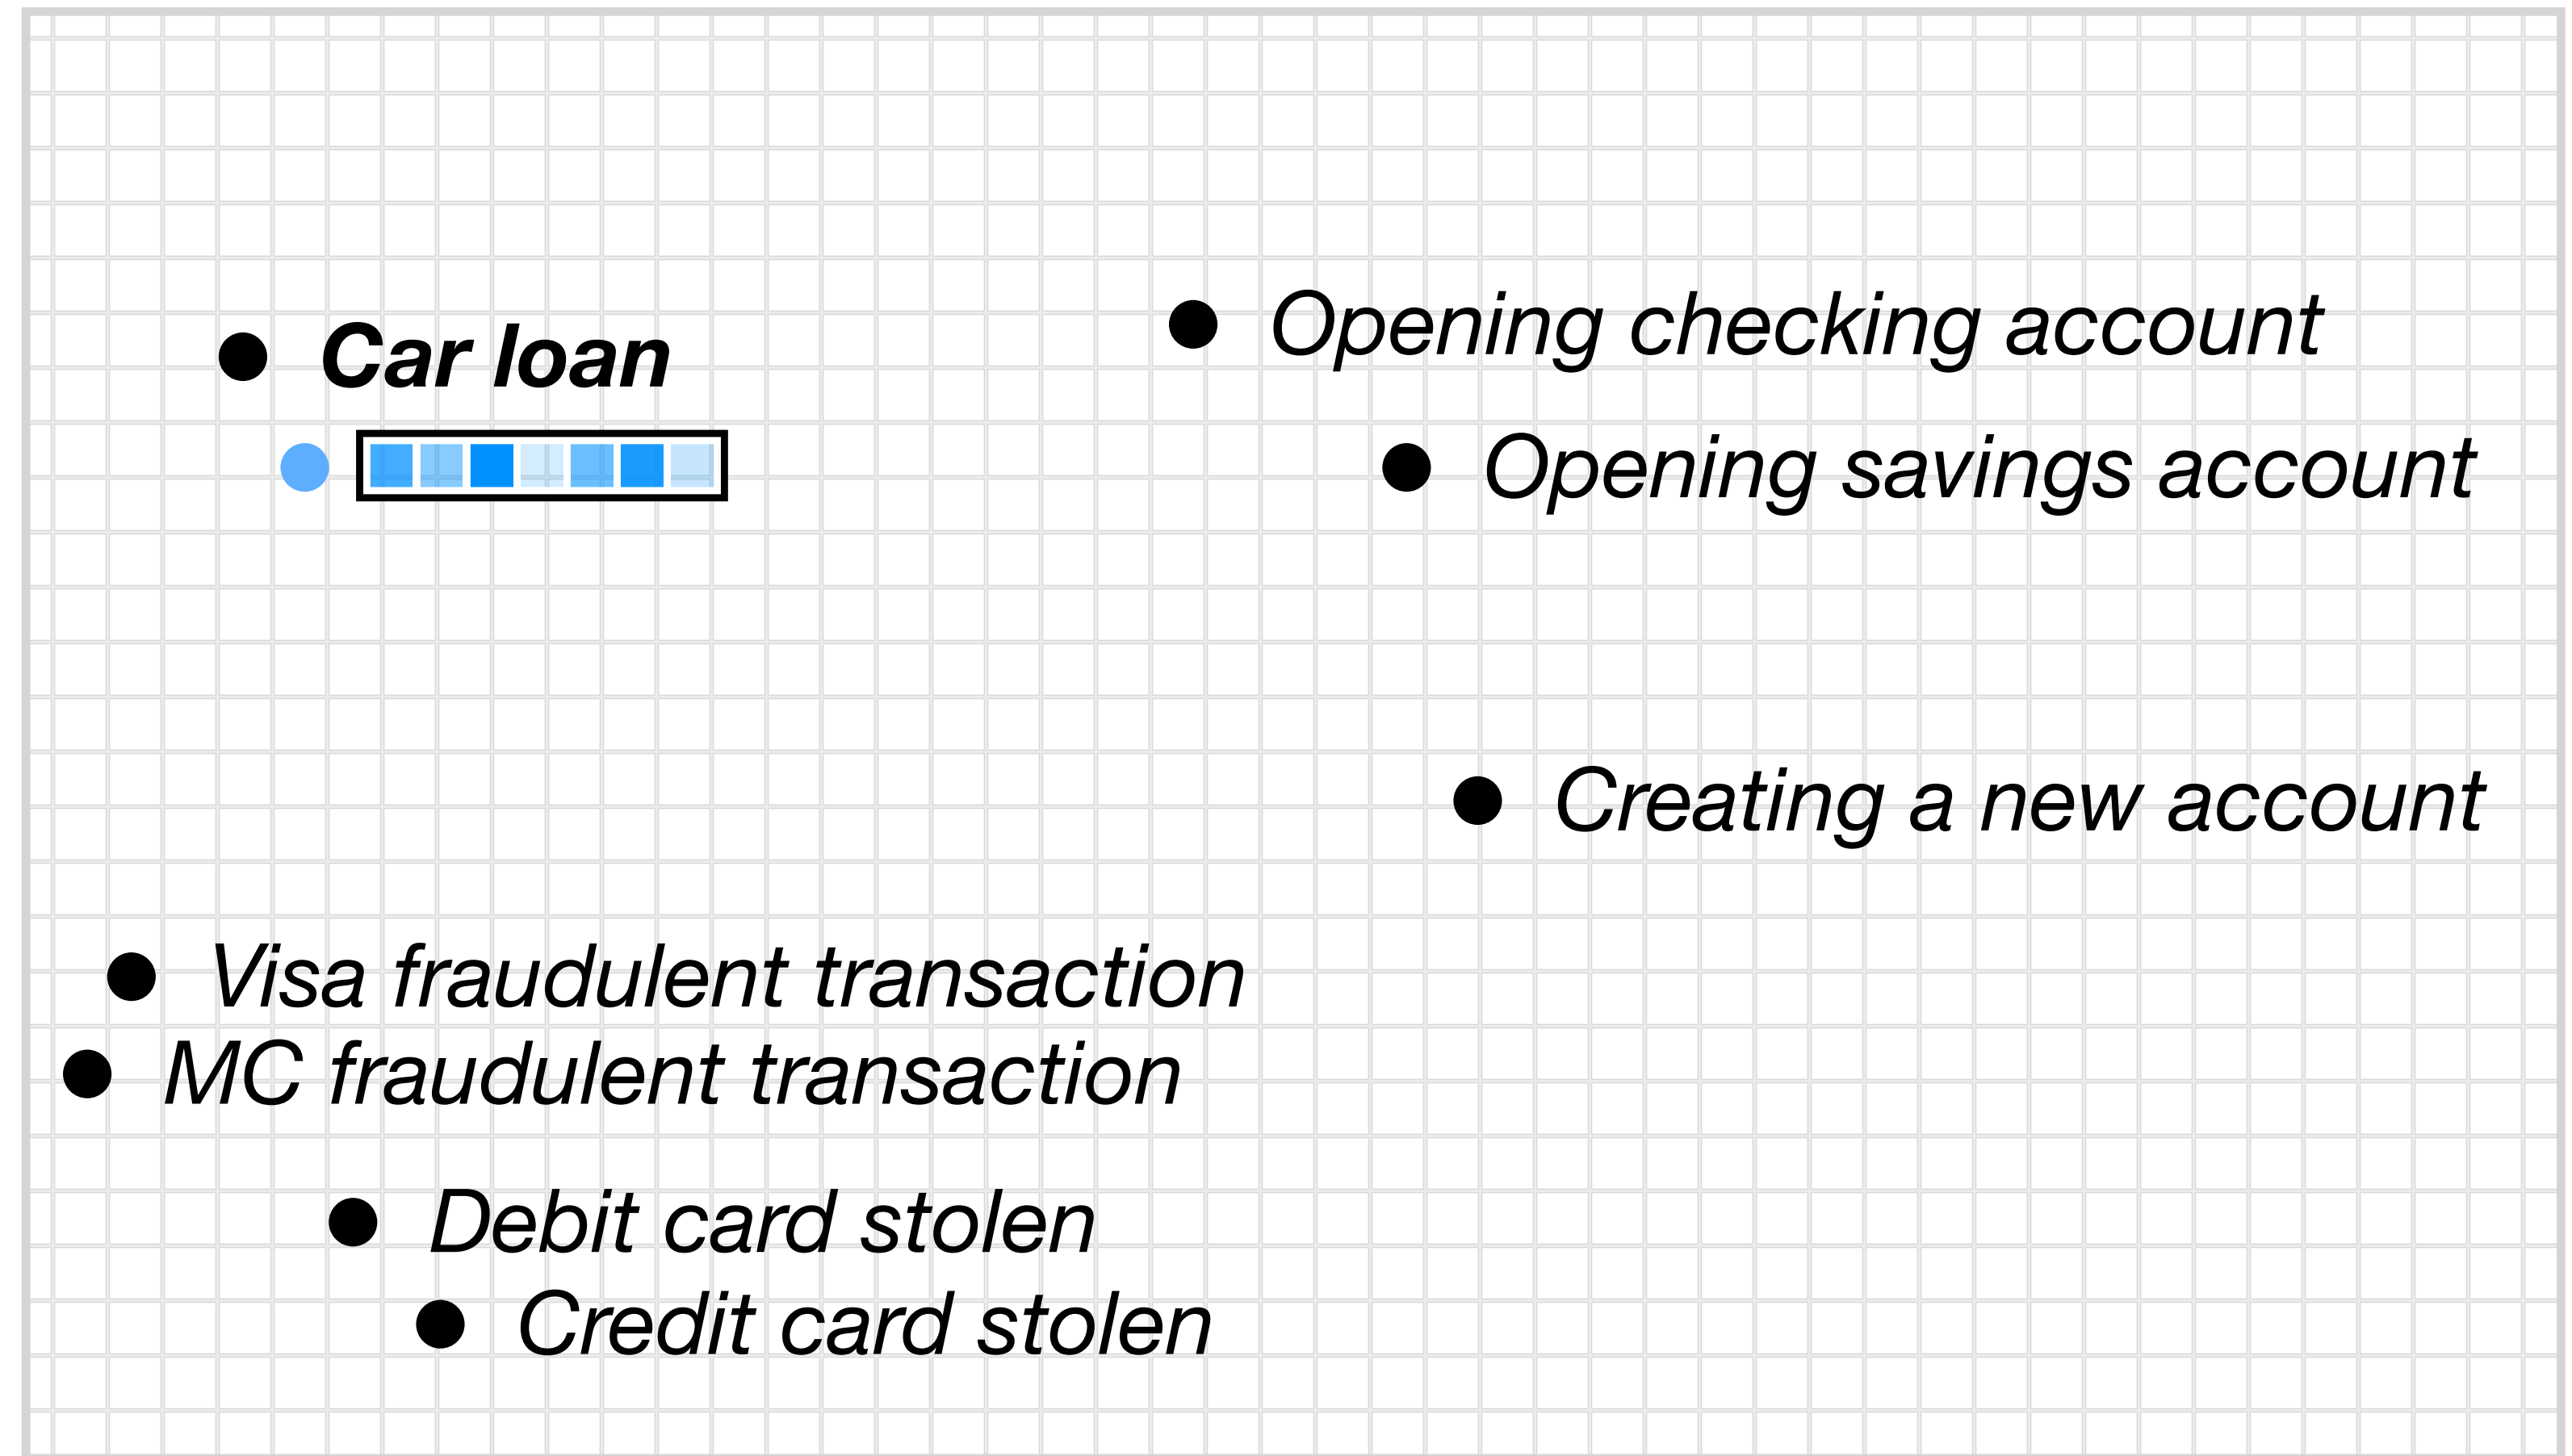 Car loan
Opening checking account
Opening savings account
Creating a new account
Visa fraudulent transaction
MC fraudulent transaction
Debit card stolen
Credit card stolen